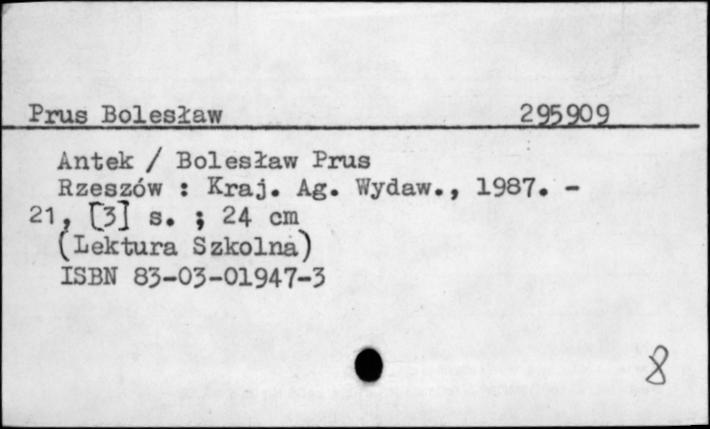 Prus Bolesław 295909
Antek / Bolesław Prus
Rzeszów : Kraj. Ag. Wydaw., 1987. -
21, [3] s. ; 24 cm
(Lektura Szkolna)
ISBN 83-03-01947-3
8